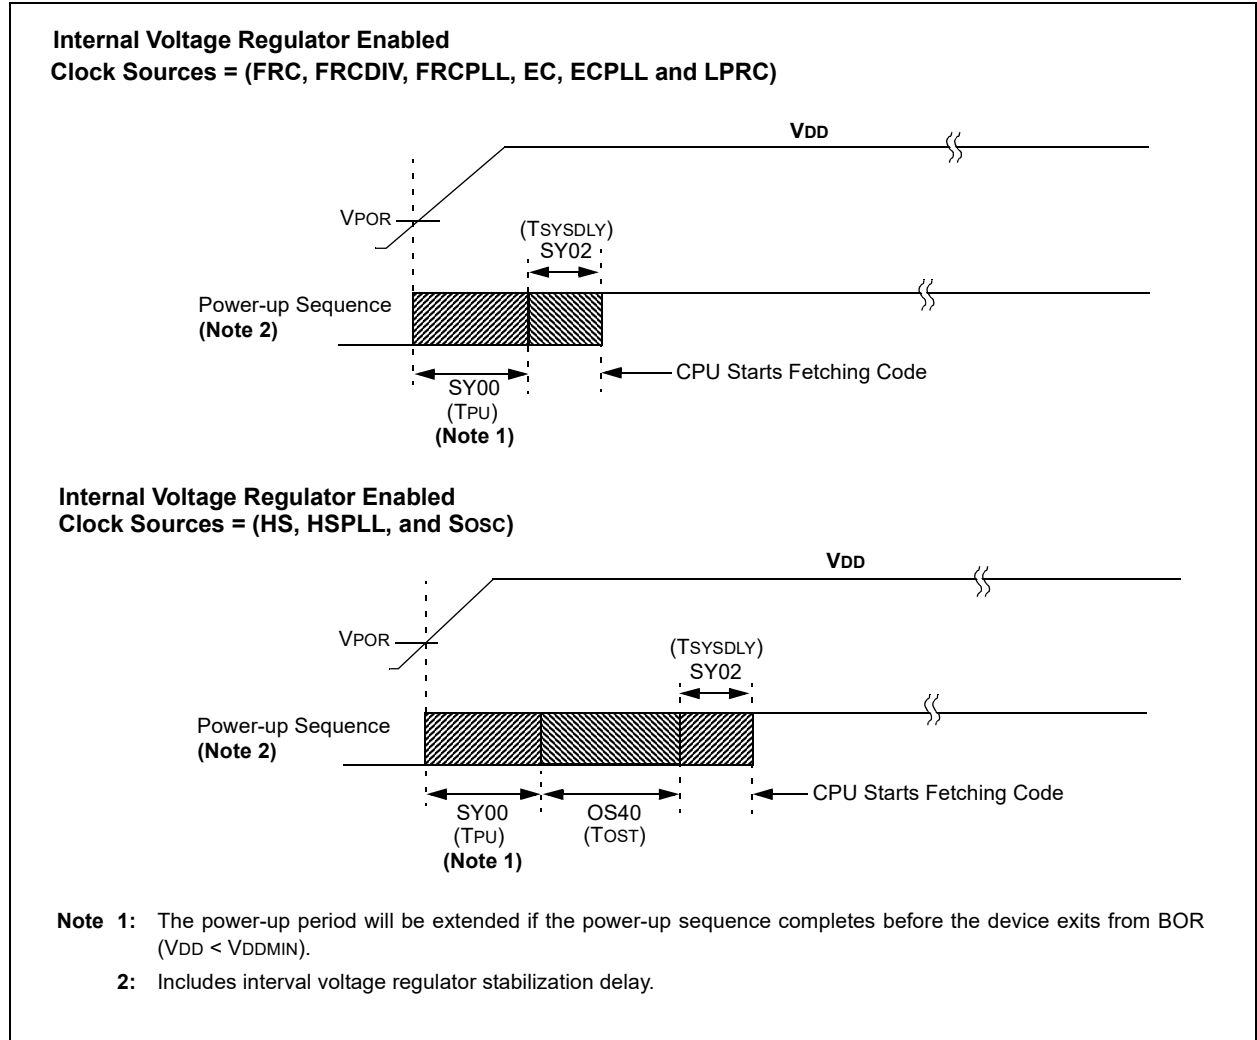 Internal Voltage Regulator Enabled
Clock Sources = (FRC, FRCDIV, FRCPLL, EC, ECPLL and LPRC)
VDD
VPOR
(TSYSDLY)
SY02
Power-up Sequence
(Note 2)
CPU Starts Fetching Code
SY00
(TPU)
(Note 1)
Internal Voltage Regulator Enabled
Clock Sources = (HS, HSPLL, and SOSC)
VDD
VPOR
(TSYSDLY)
SY02
Power-up Sequence
(Note 2)
CPU Starts Fetching Code
SY00
(TPU)
(Note 1)
OS40
(TOST)
Note 1: The power-up period will be extended if the power-up sequence completes before the device exits from BOR
(VDD < VDDMIN).
2: Includes interval voltage regulator stabilization delay.